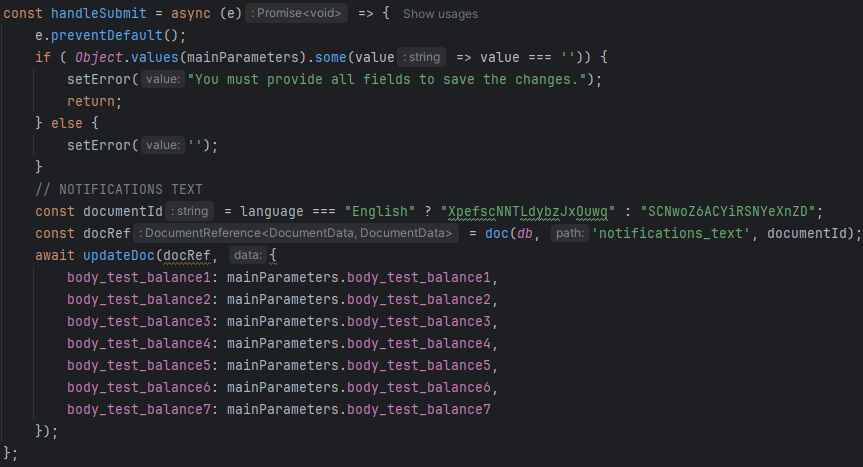 const handleSubmit = async (e) : Promise<void> => { Show usages
    e.preventDefault();
    if ( Object.values(mainParameters).some(value : string => value === '')) {
        setError( value: "You must provide all fields to save the changes.");
        return;
    } else {
        setError( value: '');
    }
    // NOTIFICATIONS TEXT
    const documentId : string = language === "English" ? "XpefscNNTLdybzJxOuwq" : "SCNwoZ6ACYiRSNYeXnZD";
    const docRef : DocumentReference<DocumentData, DocumentData> = doc(db, path: 'notifications_text', documentId);
    await updateDoc(docRef, data: {
        body_test_balance1: mainParameters.body_test_balance1,
        body_test_balance2: mainParameters.body_test_balance2,
        body_test_balance3: mainParameters.body_test_balance3,
        body_test_balance4: mainParameters.body_test_balance4,
        body_test_balance5: mainParameters.body_test_balance5,
        body_test_balance6: mainParameters.body_test_balance6,
        body_test_balance7: mainParameters.body_test_balance7
    });
};